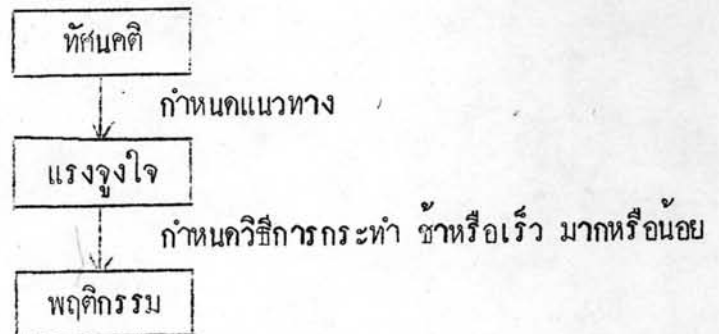 ทัศนคติ
กำหนดแนวทาง
แรงจูงใจ
กำหนดวิธีการกระทำ ช้าหรือเร็ว มากหรือน้อย
พฤติกรรม